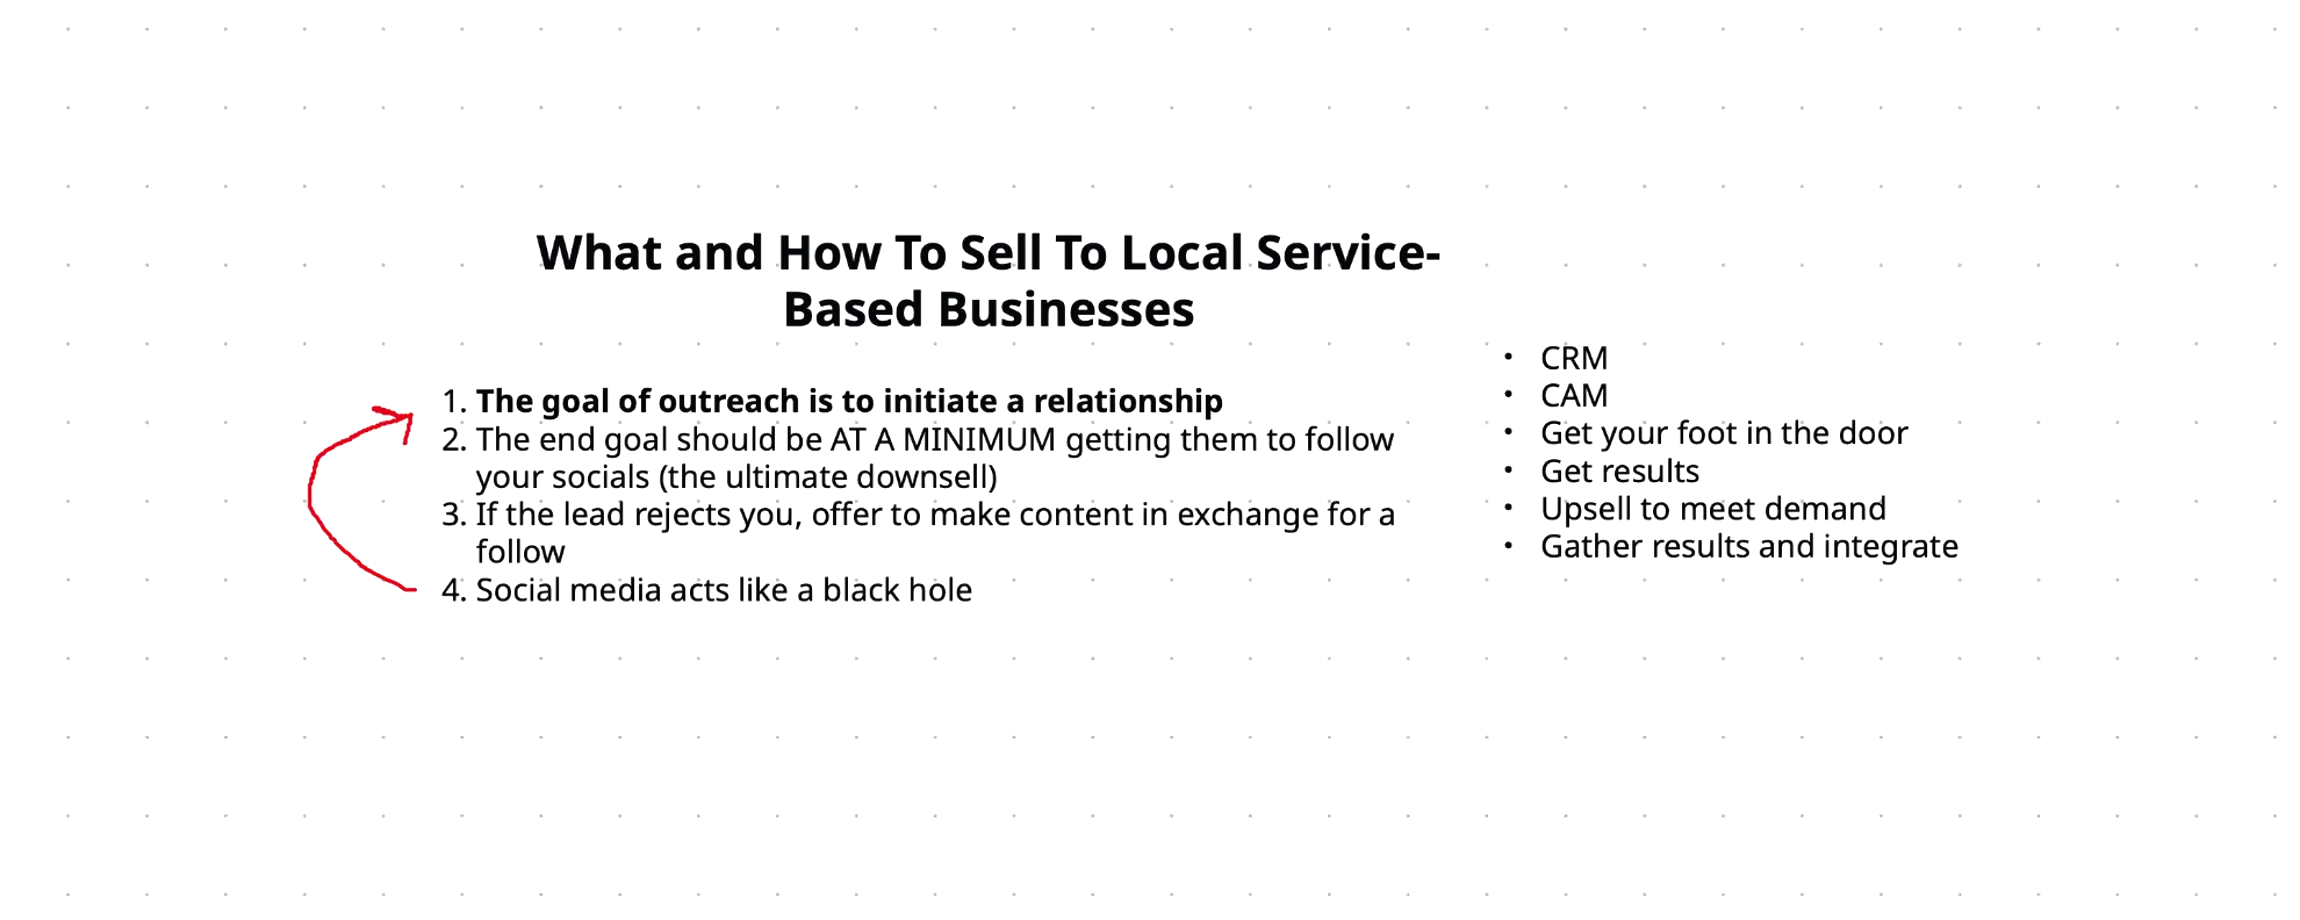 What and How To Sell To Local Service-
Based Businesses
1. The goal of outreach is to initiate a relationship
2. The end goal should be AT A MINIMUM getting them to follow
your socials (the ultimate downsell)
3. If the lead rejects you, offer to make content in exchange for a
follow
4. Social media acts like a black hole
• CRM
• CAM
• Get your foot in the door
• Get results
• Upsell to meet demand
• Gather results and integrate